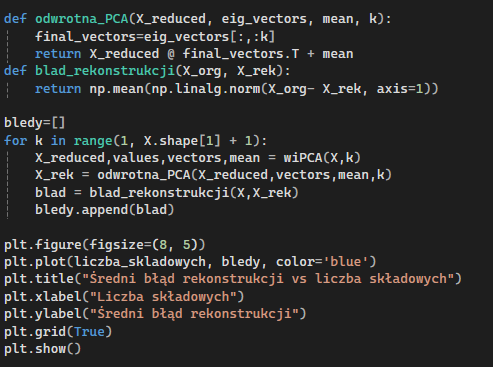 def odwrotna_PCA(X_reduced, eig_vectors, mean, k):
    final_vectors=eig_vectors[:,:k]
    return X_reduced @ final_vectors.T + mean
def blad_rekonstrukcji(X_org, X_rek):
    return np.mean(np.linalg.norm(X_org- X_rek, axis=1))

bledy=[]
for k in range(1, X.shape[1] + 1):
    X_reduced,values,vectors,mean = wiPCA(X,k)
    X_rek = odwrotna_PCA(X_reduced,vectors,mean,k)
    blad = blad_rekonstrukcji(X,X_rek)
    bledy.append(blad)

plt.figure(figsize=(8, 5))
plt.plot(liczba_skladowych, bledy, color='blue')
plt.title("Średni błąd rekonstrukcji vs liczba składowych")
plt.xlabel("Liczba składowych")
plt.ylabel("Średni błąd rekonstrukcji")
plt.grid(True)
plt.show()